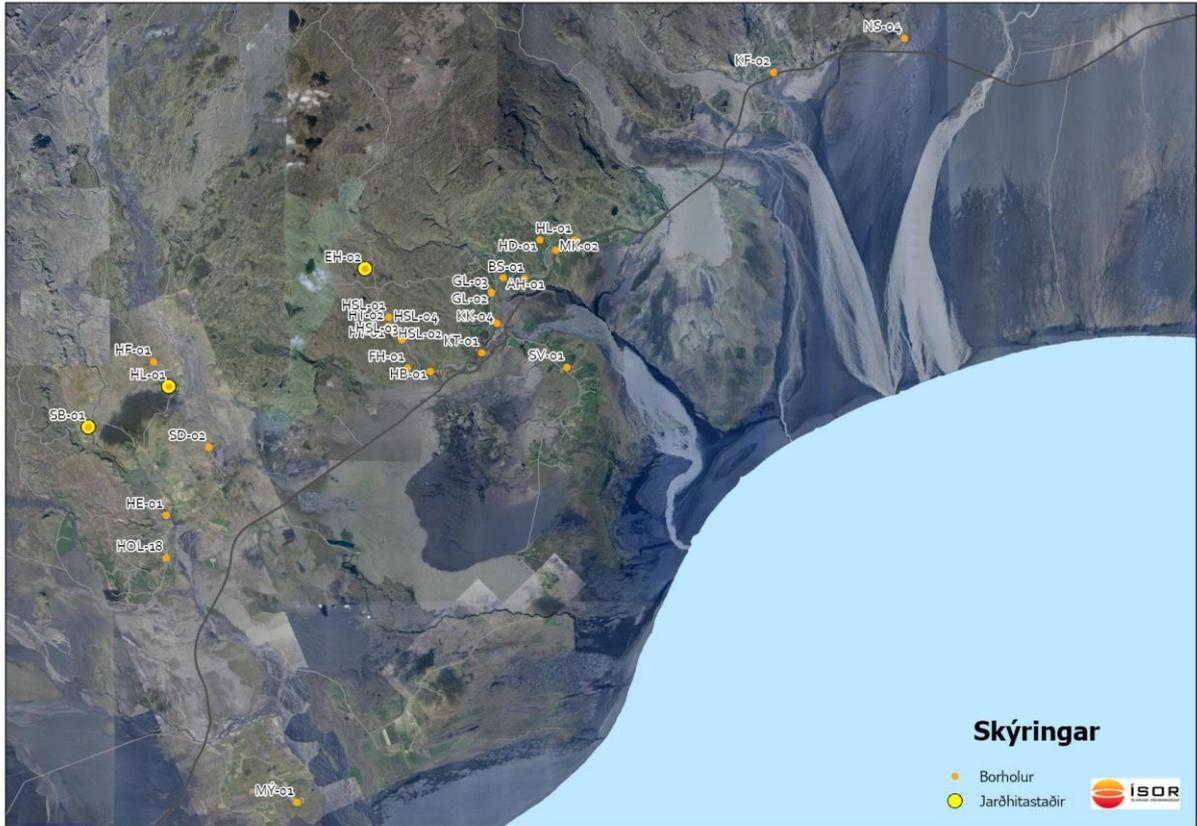 NS-04
KF-02
HL-01
HD-01
MK-02
EH-02
BS-01
GL-03
AH-01
GL-02
HSL-01
HSL-04
KK-04
HSL-03
HSL-02
KT-01
HF-01
FH-01
SV-01
HL-01
HB-01
SB-01
SD-02
HE-01
HOL-18
MÝ-01
Skýringar
Borholur
Jarðhitastaðir
ÍSOR